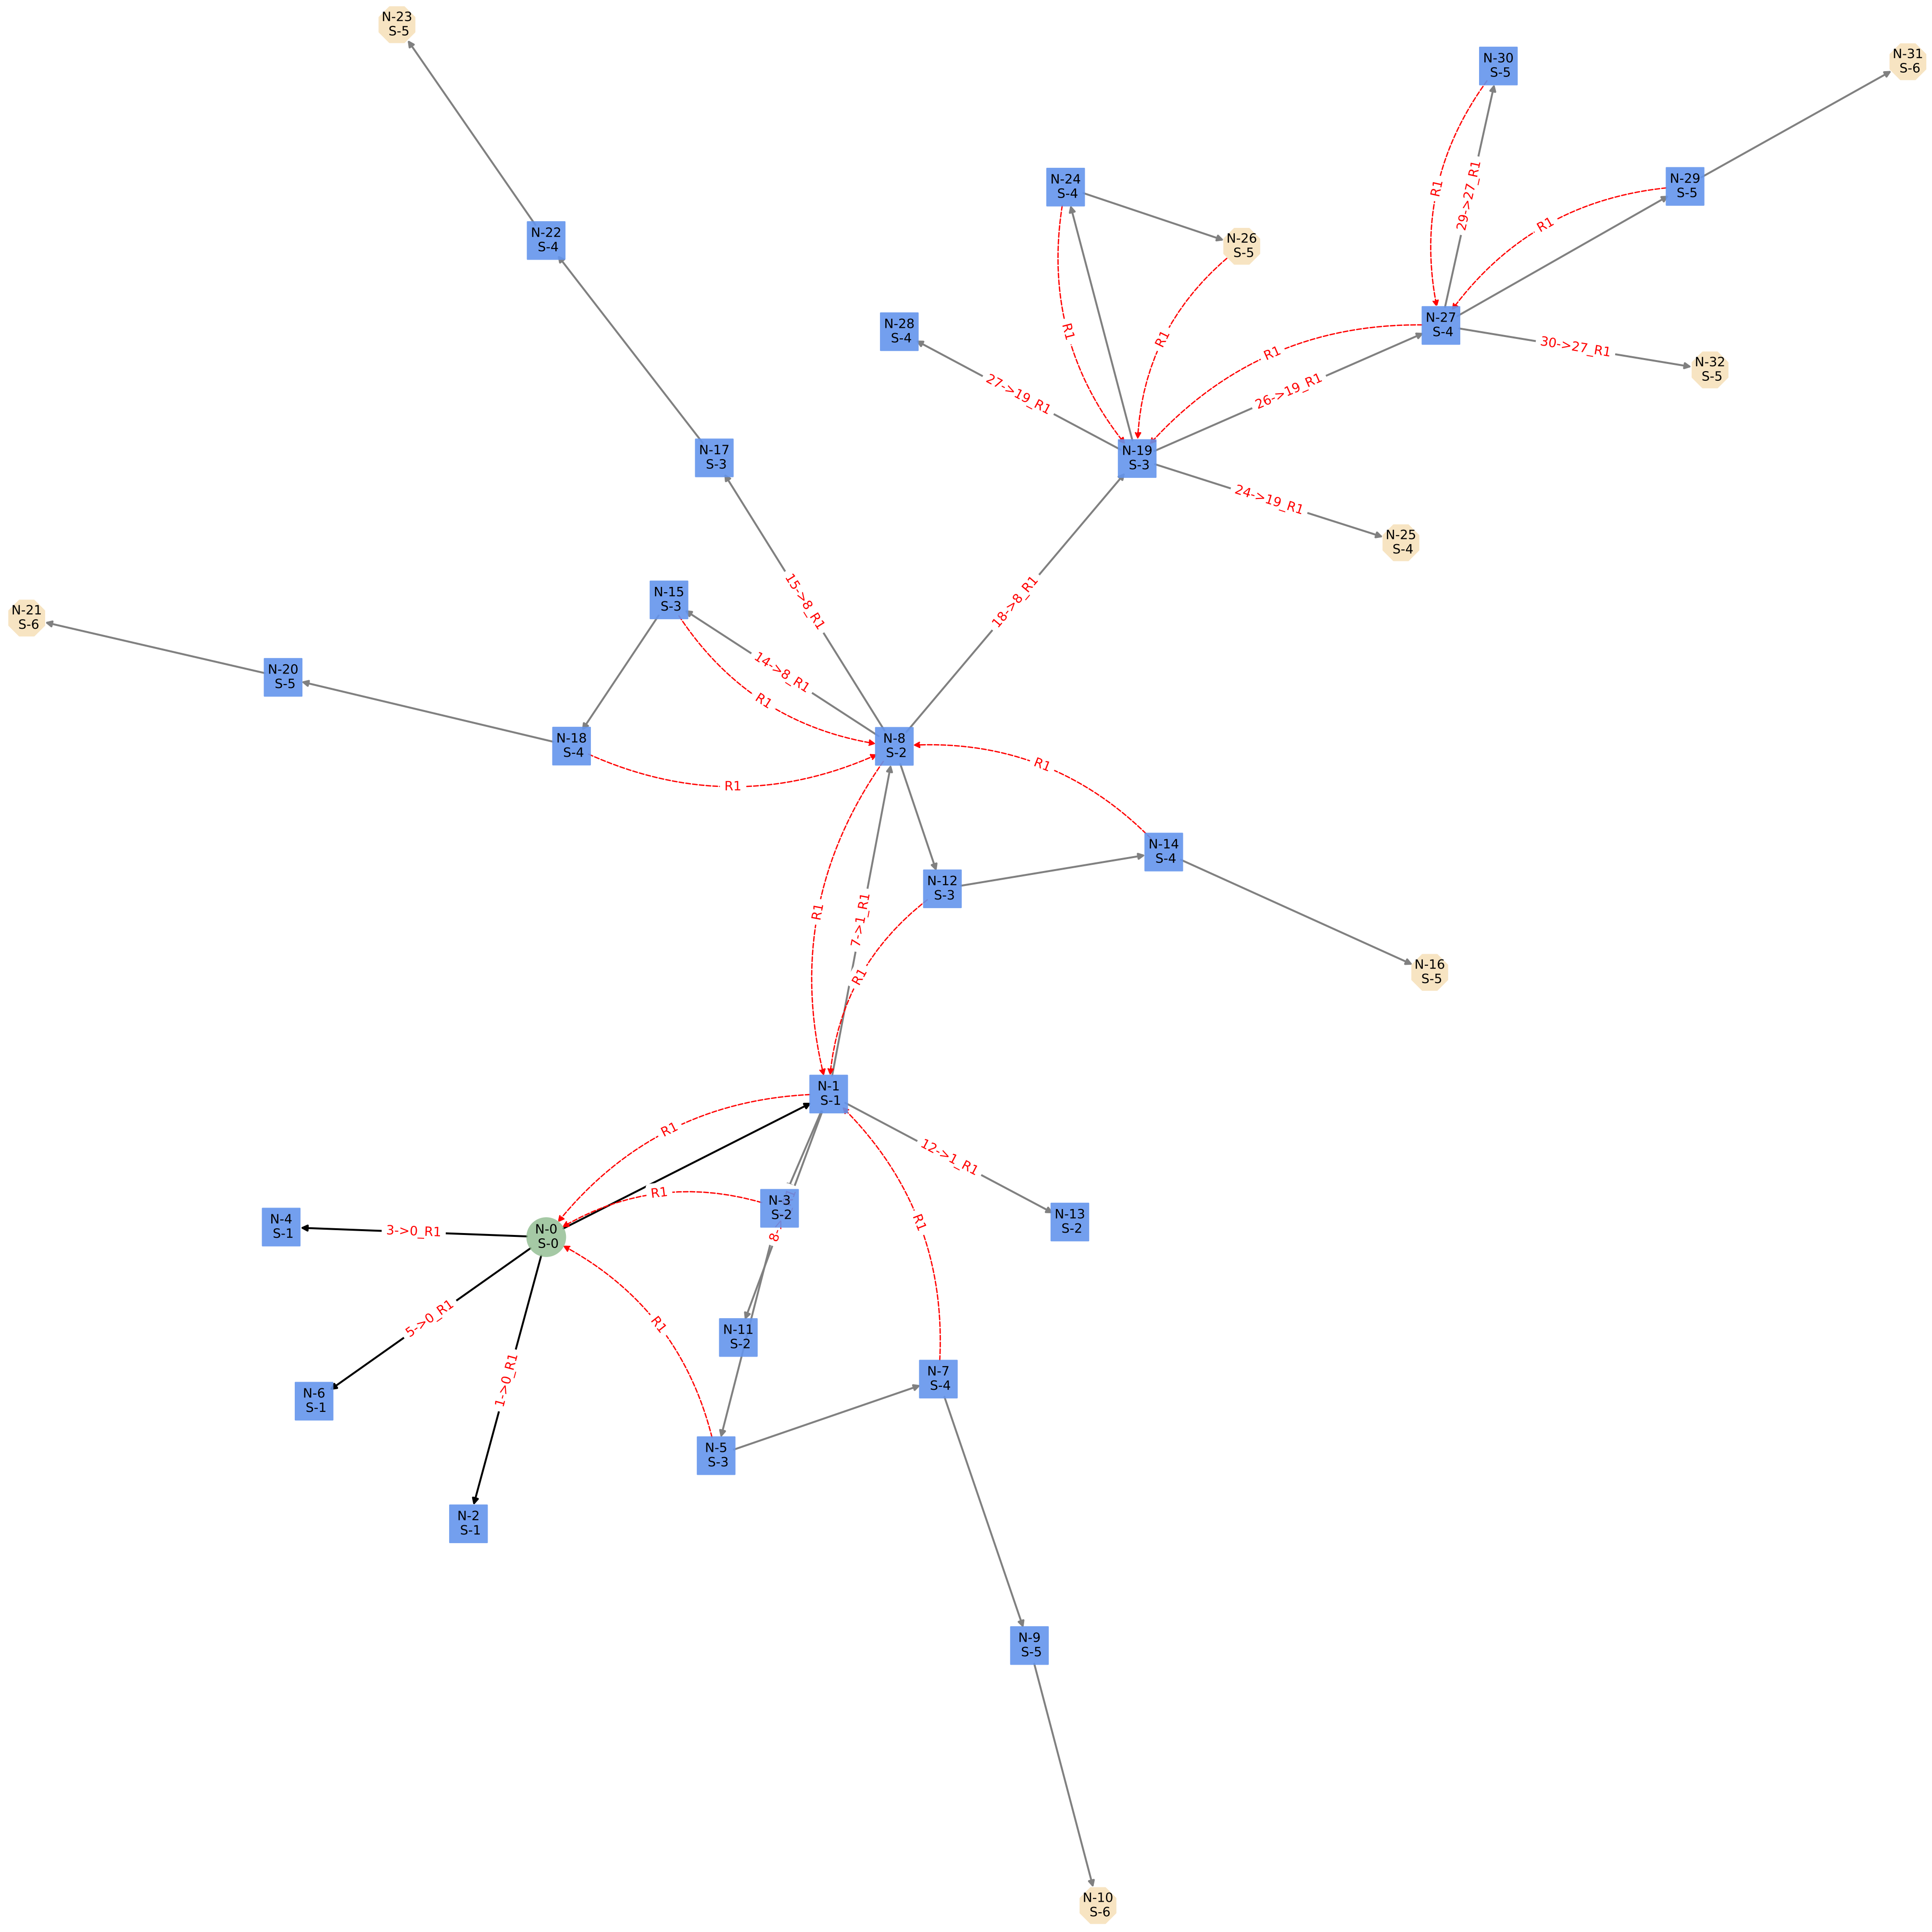 N-23
S-5
N-31
S-6
N-30
S-5
N-24
S-4
N-29
S-5
R1
29->27_R1
R1
N-22
S-4
N-26
S-5
N-28
S-4
R1
R1
N-27
S-4
R1
30->27_R1
N-32
S-5
27->19_R1
26->19_R1
N-17
S-3
N-19
S-3
24->19_R1
N-25
S-4
N-15
S-3
15->8_R1
18->8_R1
N-21
S-6
N-20
S-5
14->8_R1
R1
N-18
S-4
N-8
S-2
R1
R1
N-14
S-4
N-12
S-3
R1
7->1_R1
R1
N-16
S-5
N-1
S-1
R1
12->1_R1
R1
N-3
S-2
N-4
S-1
3->0_R1
N-0
S-0
8-
R1
N-13
S-2
5->0_R1
R1
N-11
S-2
1->0_R1
N-6
S-1
N-7
S-4
N-5
S-3
N-2
S-1
N-9
S-5
N-10
S-6